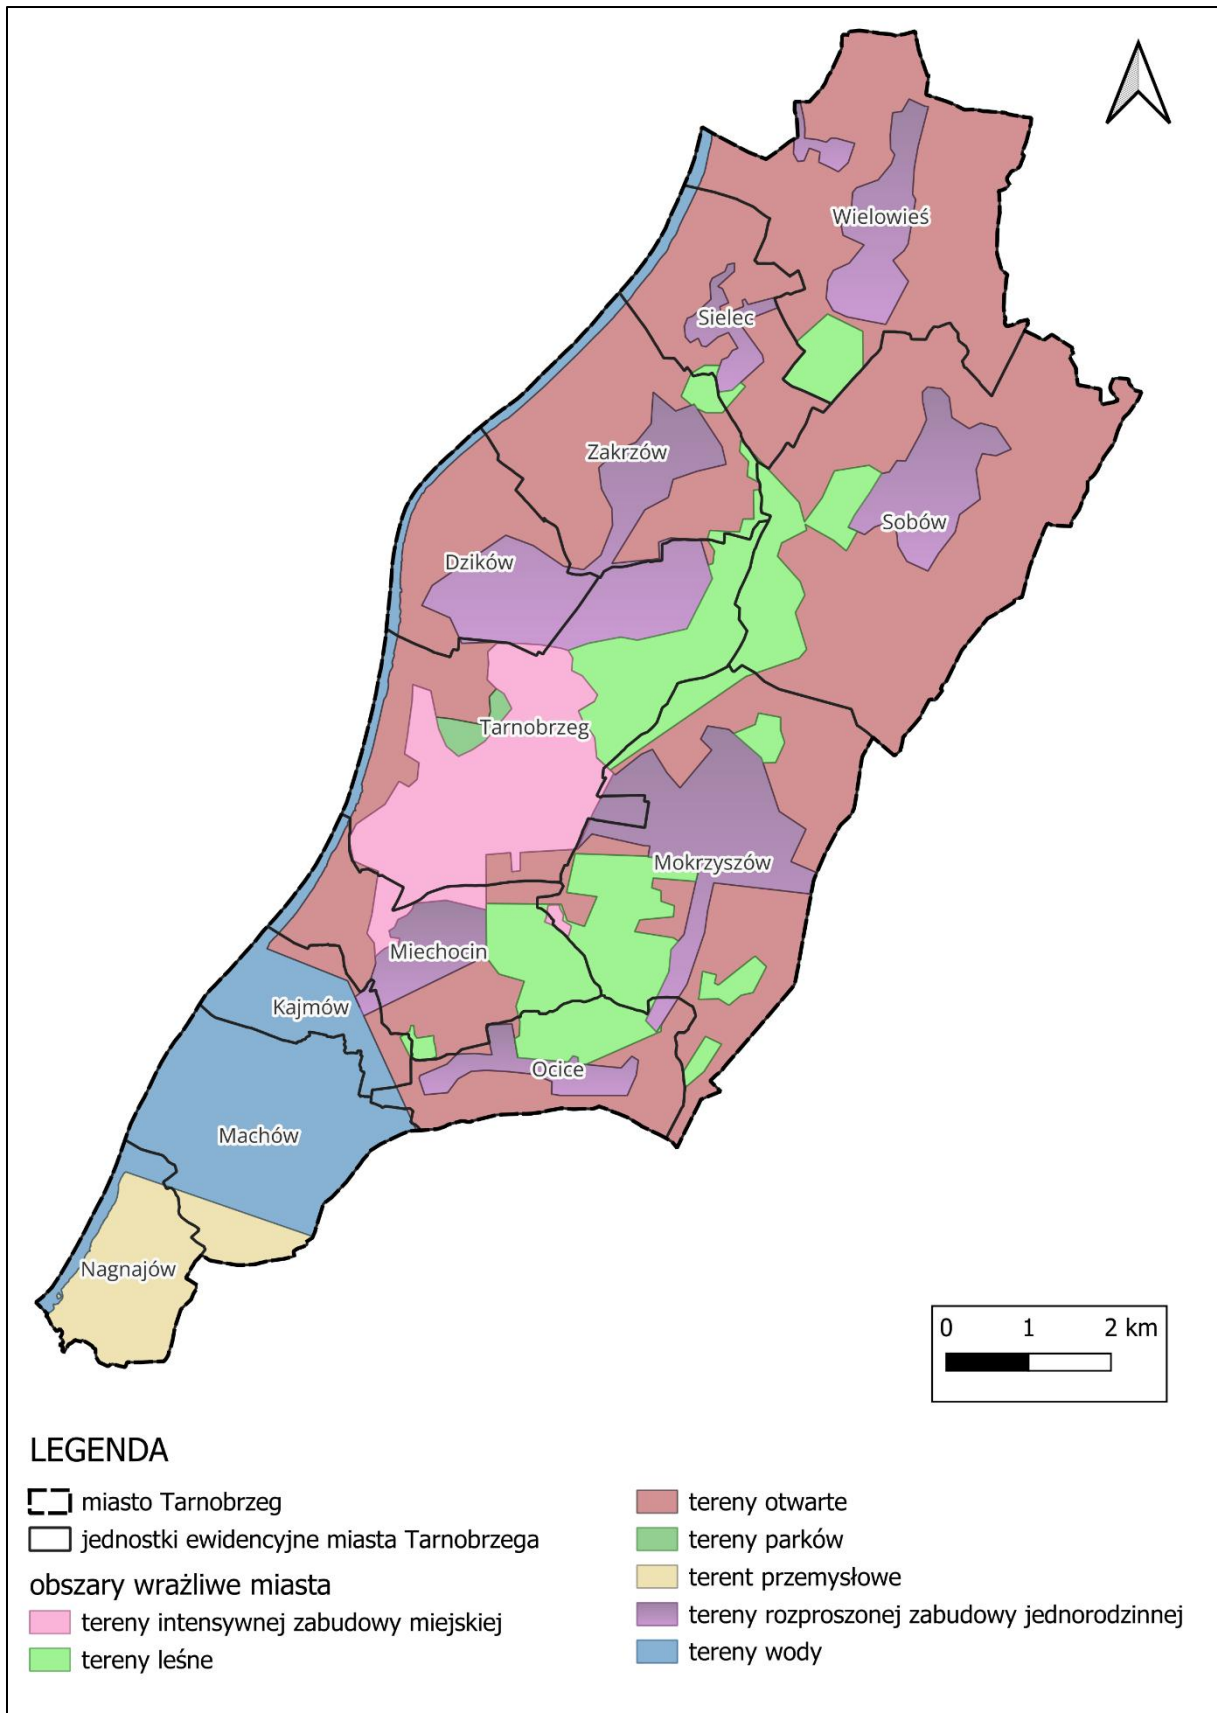 Wielowieś
Sielec
Zakrzów
Sobów
Dzików
Tarnobrzeg
Mokrzyszów
Miechocin
Kajmów
Ocice
Machów
Nagnajów
0 1 2 km
LEGENDA
miasto Tarnobrzeg
jednostki ewidencyjne miasta Tarnobrzega
obszary wrażliwe miasta
tereny intensywnej zabudowy miejskiej
tereny leśne
tereny otwarte
tereny parków
terent przemysłowe
tereny rozproszonej zabudowy jednorodzinnej
tereny wody